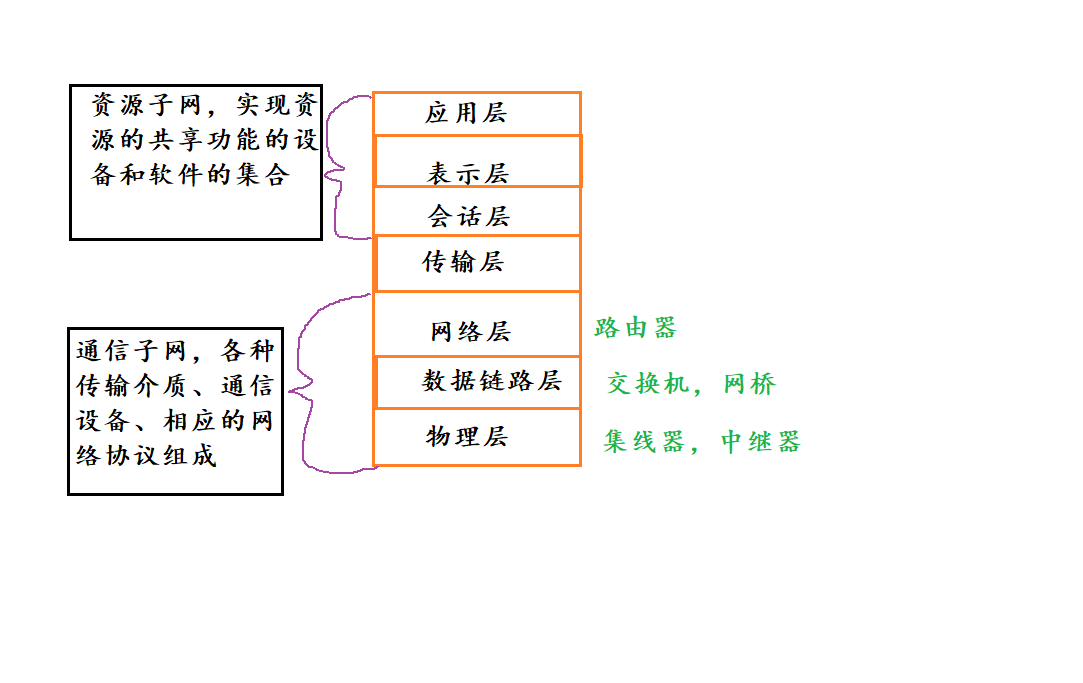 资源子网，实现资
源的共享功能的设
备和软件的集合
应用层
表示层
会话层
传输层
网络层
数据链路层
物理层
通信子网，各种
传输介质、通信
设备、相应的网
络协议组成
路由器
交换机，网桥
集线器，中继器